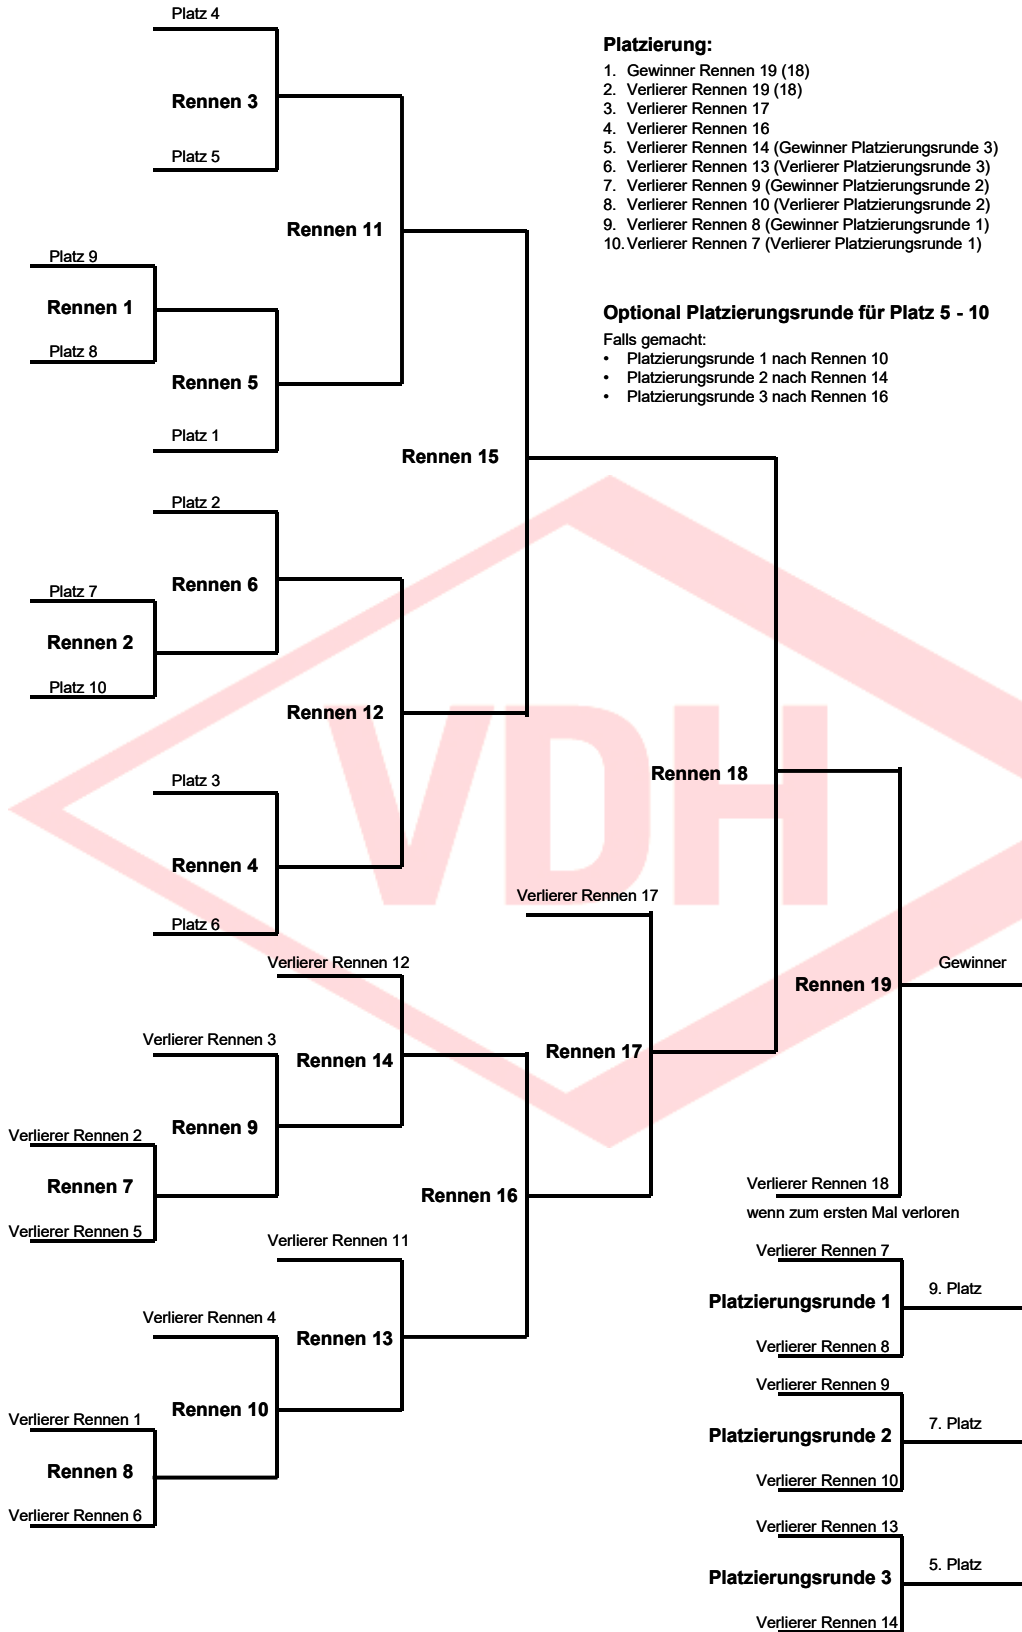 Platz 4
Rennen 3
Platz 5
Rennen 11
Platz 9
Rennen 1
Platz 8
Rennen 5
Platz 1
Rennen 15
Platz 2
Rennen 6
Platz 7
Rennen 2
Platz 10
Rennen 12
Platz 3
Rennen 4
Platz 6
Platzierung:
1. Gewinner Rennen 19 (18)
2. Verlierer Rennen 19 (18)
3. Verlierer Rennen 17
4. Verlierer Rennen 16
5. Verlierer Rennen 14 (Gewinner Platzierungsrunde 3)
6. Verlierer Rennen 13 (Verlierer Platzierungsrunde 3)
7. Verlierer Rennen 9 (Gewinner Platzierungsrunde 2)
8. Verlierer Rennen 10 (Verlierer Platzierungsrunde 2)
9. Verlierer Rennen 8 (Gewinner Platzierungsrunde 1)
10. Verlierer Rennen 7 (Verlierer Platzierungsrunde 1)
Optional Platzierungsrunde für Platz 5 - 10
Falls gemacht:
• Platzierungsrunde 1 nach Rennen 10
• Platzierungsrunde 2 nach Rennen 14
• Platzierungsrunde 3 nach Rennen 16
VDH
Rennen 18
Verlierer Rennen 17
Verlierer Rennen 12
Gewinner
Rennen 19
Verlierer Rennen 3
Rennen 14
Rennen 17
Verlierer Rennen 2
Rennen 9
Rennen 7
Rennen 16
Verlierer Rennen 5
Verlierer Rennen 18
wenn zum ersten Mal verloren
Verlierer Rennen 11
Verlierer Rennen 4
Rennen 13
Rennen 10
Verlierer Rennen 1
Rennen 8
Verlierer Rennen 6
Verlierer Rennen 7
9. Platz
Platzierungsrunde 1
Verlierer Rennen 8
Verlierer Rennen 9
7. Platz
Platzierungsrunde 2
Verlierer Rennen 10
Verlierer Rennen 13
5. Platz
Platzierungsrunde 3
Verlierer Rennen 14